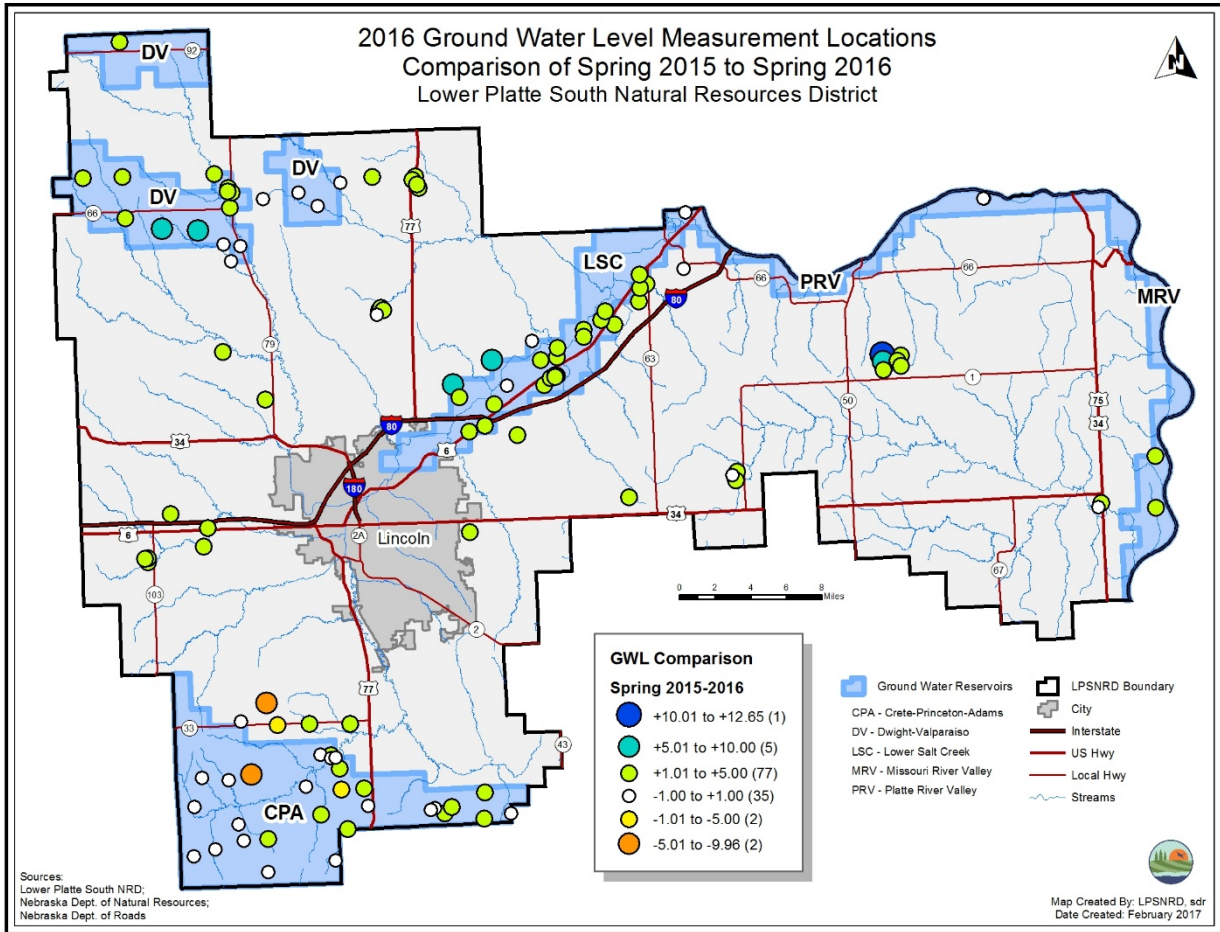 2016 Ground Water Level Measurement Locations
Comparison of Spring 2015 to Spring 2016
Lower Platte South Natural Resources District
N
DV
92
DV
DV
66
77
LSC
80
66
PRV
66
MRV
79
63
50
1
75
34
34
80
6
180
6
2A
Lincoln
34
67
103
2
0 2 4 6 8
Miles
77
33
43
CPA
GWL Comparison
Spring 2015-2016
+10.01 to +12.65 (1)
+5.01 to +10.00 (5)
+1.01 to +5.00 (77)
-1.00 to +1.00 (35)
-1.01 to -5.00 (2)
-5.01 to -9.96 (2)
Ground Water Reservoirs
CPA - Crete-Princeton-Adams
DV - Dwight-Valparaiso
LSC - Lower Salt Creek
MRV - Missouri River Valley
PRV - Platte River Valley
LPSNRD Boundary
City
Interstate
US Hwy
Local Hwy
Streams
Sources:
Lower Platte South NRD;
Nebraska Dept. of Natural Resources;
Nebraska Dept. of Roads
Map Created By: LPSNRD, sdr
Date Created: February 2017